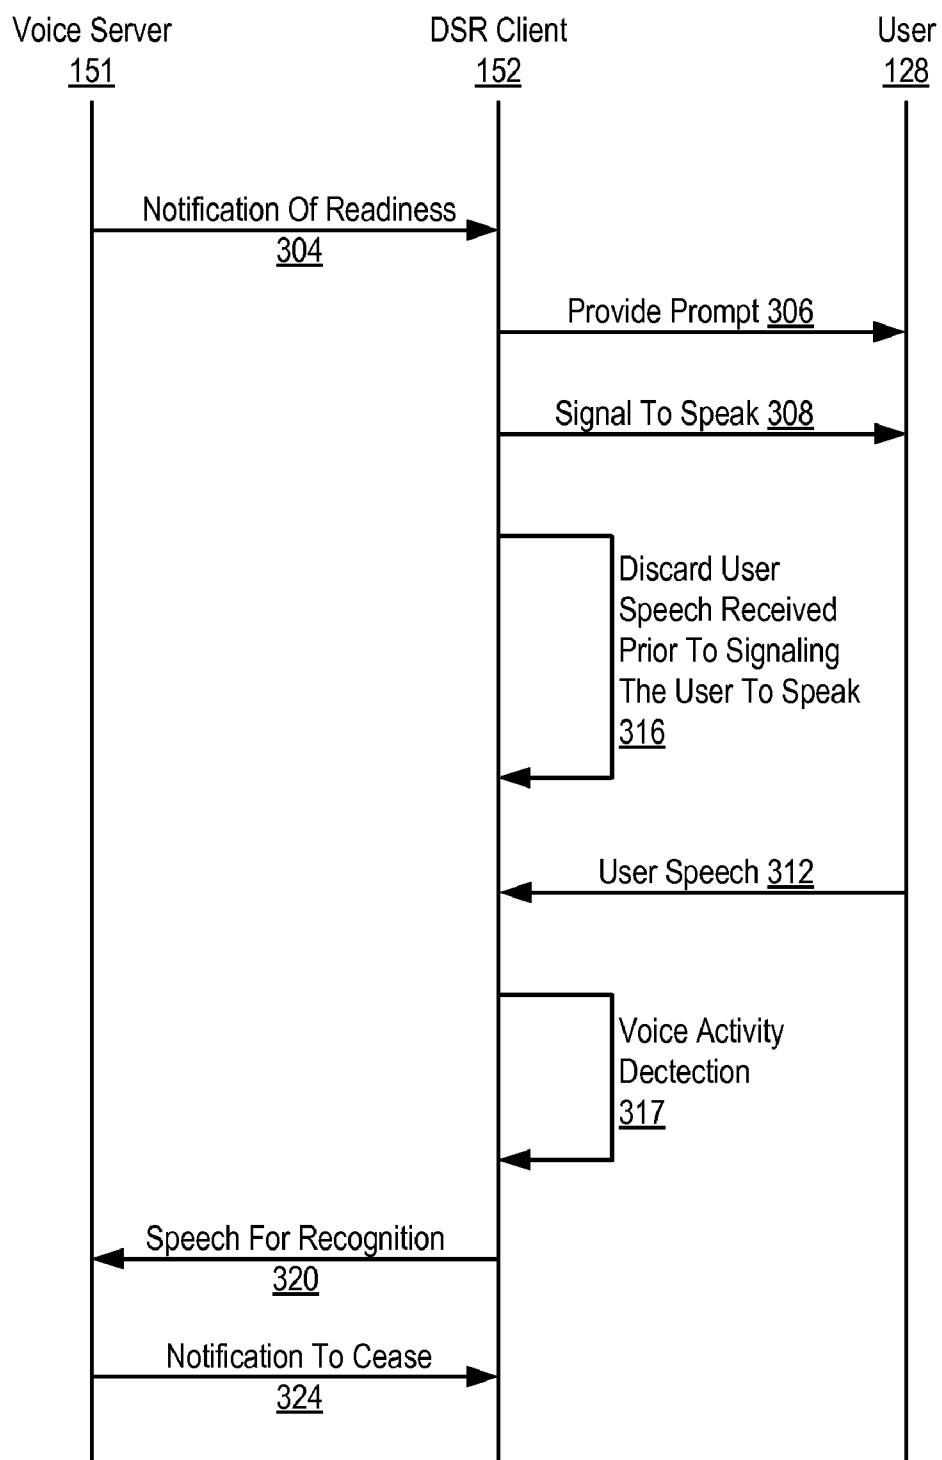 Voice Server DSR Client User
151 152 128
Notification Of Readiness
304
Provide Prompt 306
Signal To Speak 308
Discard User
Speech Received
Prior To Signaling
The User To Speak
316
User Speech 312
Voice Activity
Dectection
317
Speech For Recognition
320
Notification To Cease
324